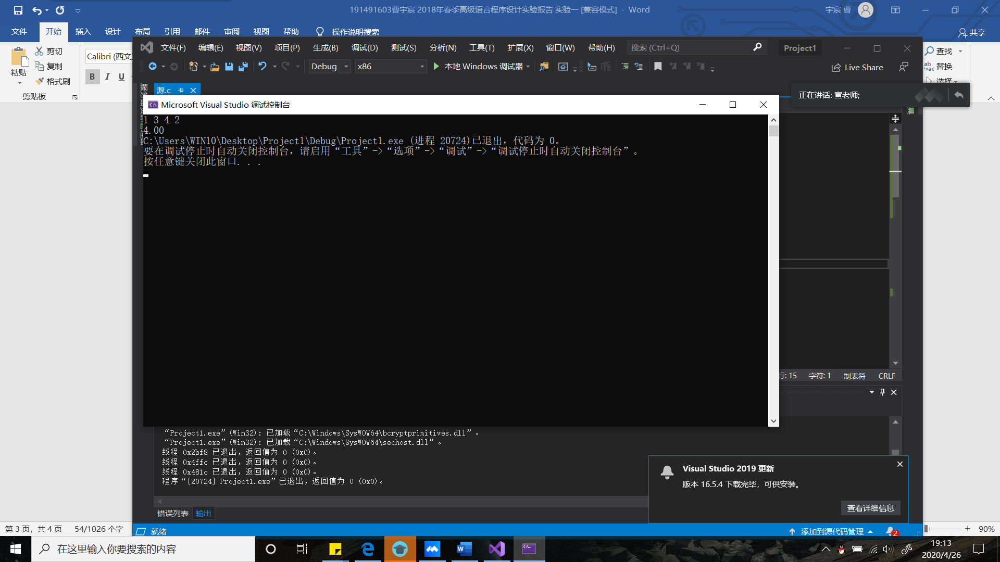 191491603曹宇宸 2018年春季高级语言程序设计实验报告 实验一 [兼容模式] - Word
宇宸 曹
文件 开始 插入 设计 布局 引用 邮件 审阅 视图 帮助 操作说明搜索
共享
粘贴
剪切
复制
格式刷
剪贴板
Calibri (西文
B I U
查找
替换
选择
文件(F) 编辑(E) 视图(V) 项目(P) 生成(B) 调试(D) 测试(S) 分析(N) 工具(T) 扩展(X) 窗口(W) 帮助(H) 搜索 (Ctrl+Q) Project1
Debug x86 本地 Windows 调试器 Live Share
源.c
正在讲话: 宣老师;
Microsoft Visual Studio 调试控制台
1 3 4 2
4.00
C:\Users\WIN10\Desktop\Project1\Debug\Project1.exe (进程 20724)已退出，代码为 0。
要在调试停止时自动关闭控制台，请启用“工具”->“选项”->“调试”->“调试停止时自动关闭控制台”。
按任意键关闭此窗口. . .
行: 15 字符: 1 制表符 CRLF
“Project1.exe”(Win32): 已加载“C:\Windows\SysWOW64\bcryptprimitives.dll”。
“Project1.exe”(Win32): 已加载“C:\Windows\SysWOW64\sechost.dll”。
线程 0x2bf8 已退出，返回值为 0 (0x0)。
线程 0x4ffc 已退出，返回值为 0 (0x0)。
线程 0x481c 已退出，返回值为 0 (0x0)。
程序“[20724] Project1.exe”已退出，返回值为 0 (0x0)。
Visual Studio 2019 更新
版本 16.5.4 下载完毕，可供安装。
查看详细信息
错误列表 输出
就绪
添加到源代码管理
2
第 3 页，共 4 页 54/1026 个字
90%
在这里输入你要搜索的内容
19:13
2020/4/26